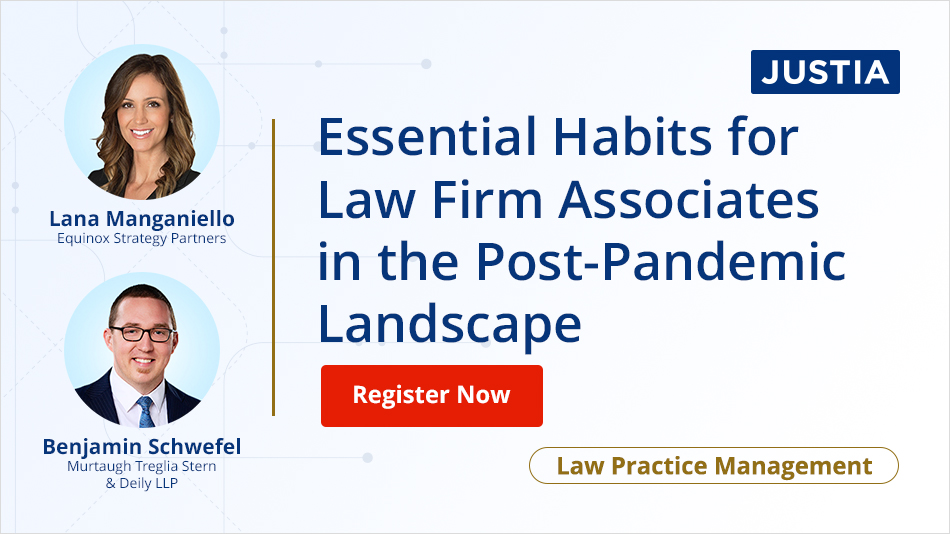 JUSTIA
Essential Habits for
Law Firm Associates
in the Post-Pandemic
Landscape
Register Now
Law Practice Management
Lana Manganiello
Equinox Strategy Partners
Benjamin Schwefel
Murtaugh Treglia Stern
& Deily LLP